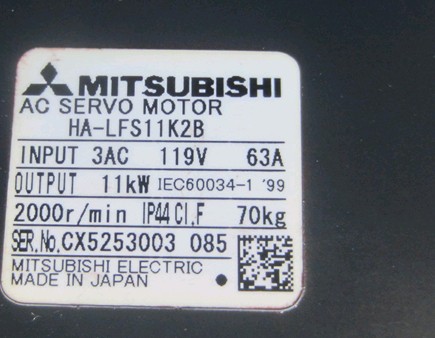 MITSUBISHI
AC SERVO MOTOR
HA-LFS11K2B
INPUT 3AC 119V 63A
OUTPUT 11kW IEC60034-1 '99
2000r/min IP44 CI.F 70kg
SER.No.CX5253003 085
MITSUBISHI ELECTRIC
MADE IN JAPAN